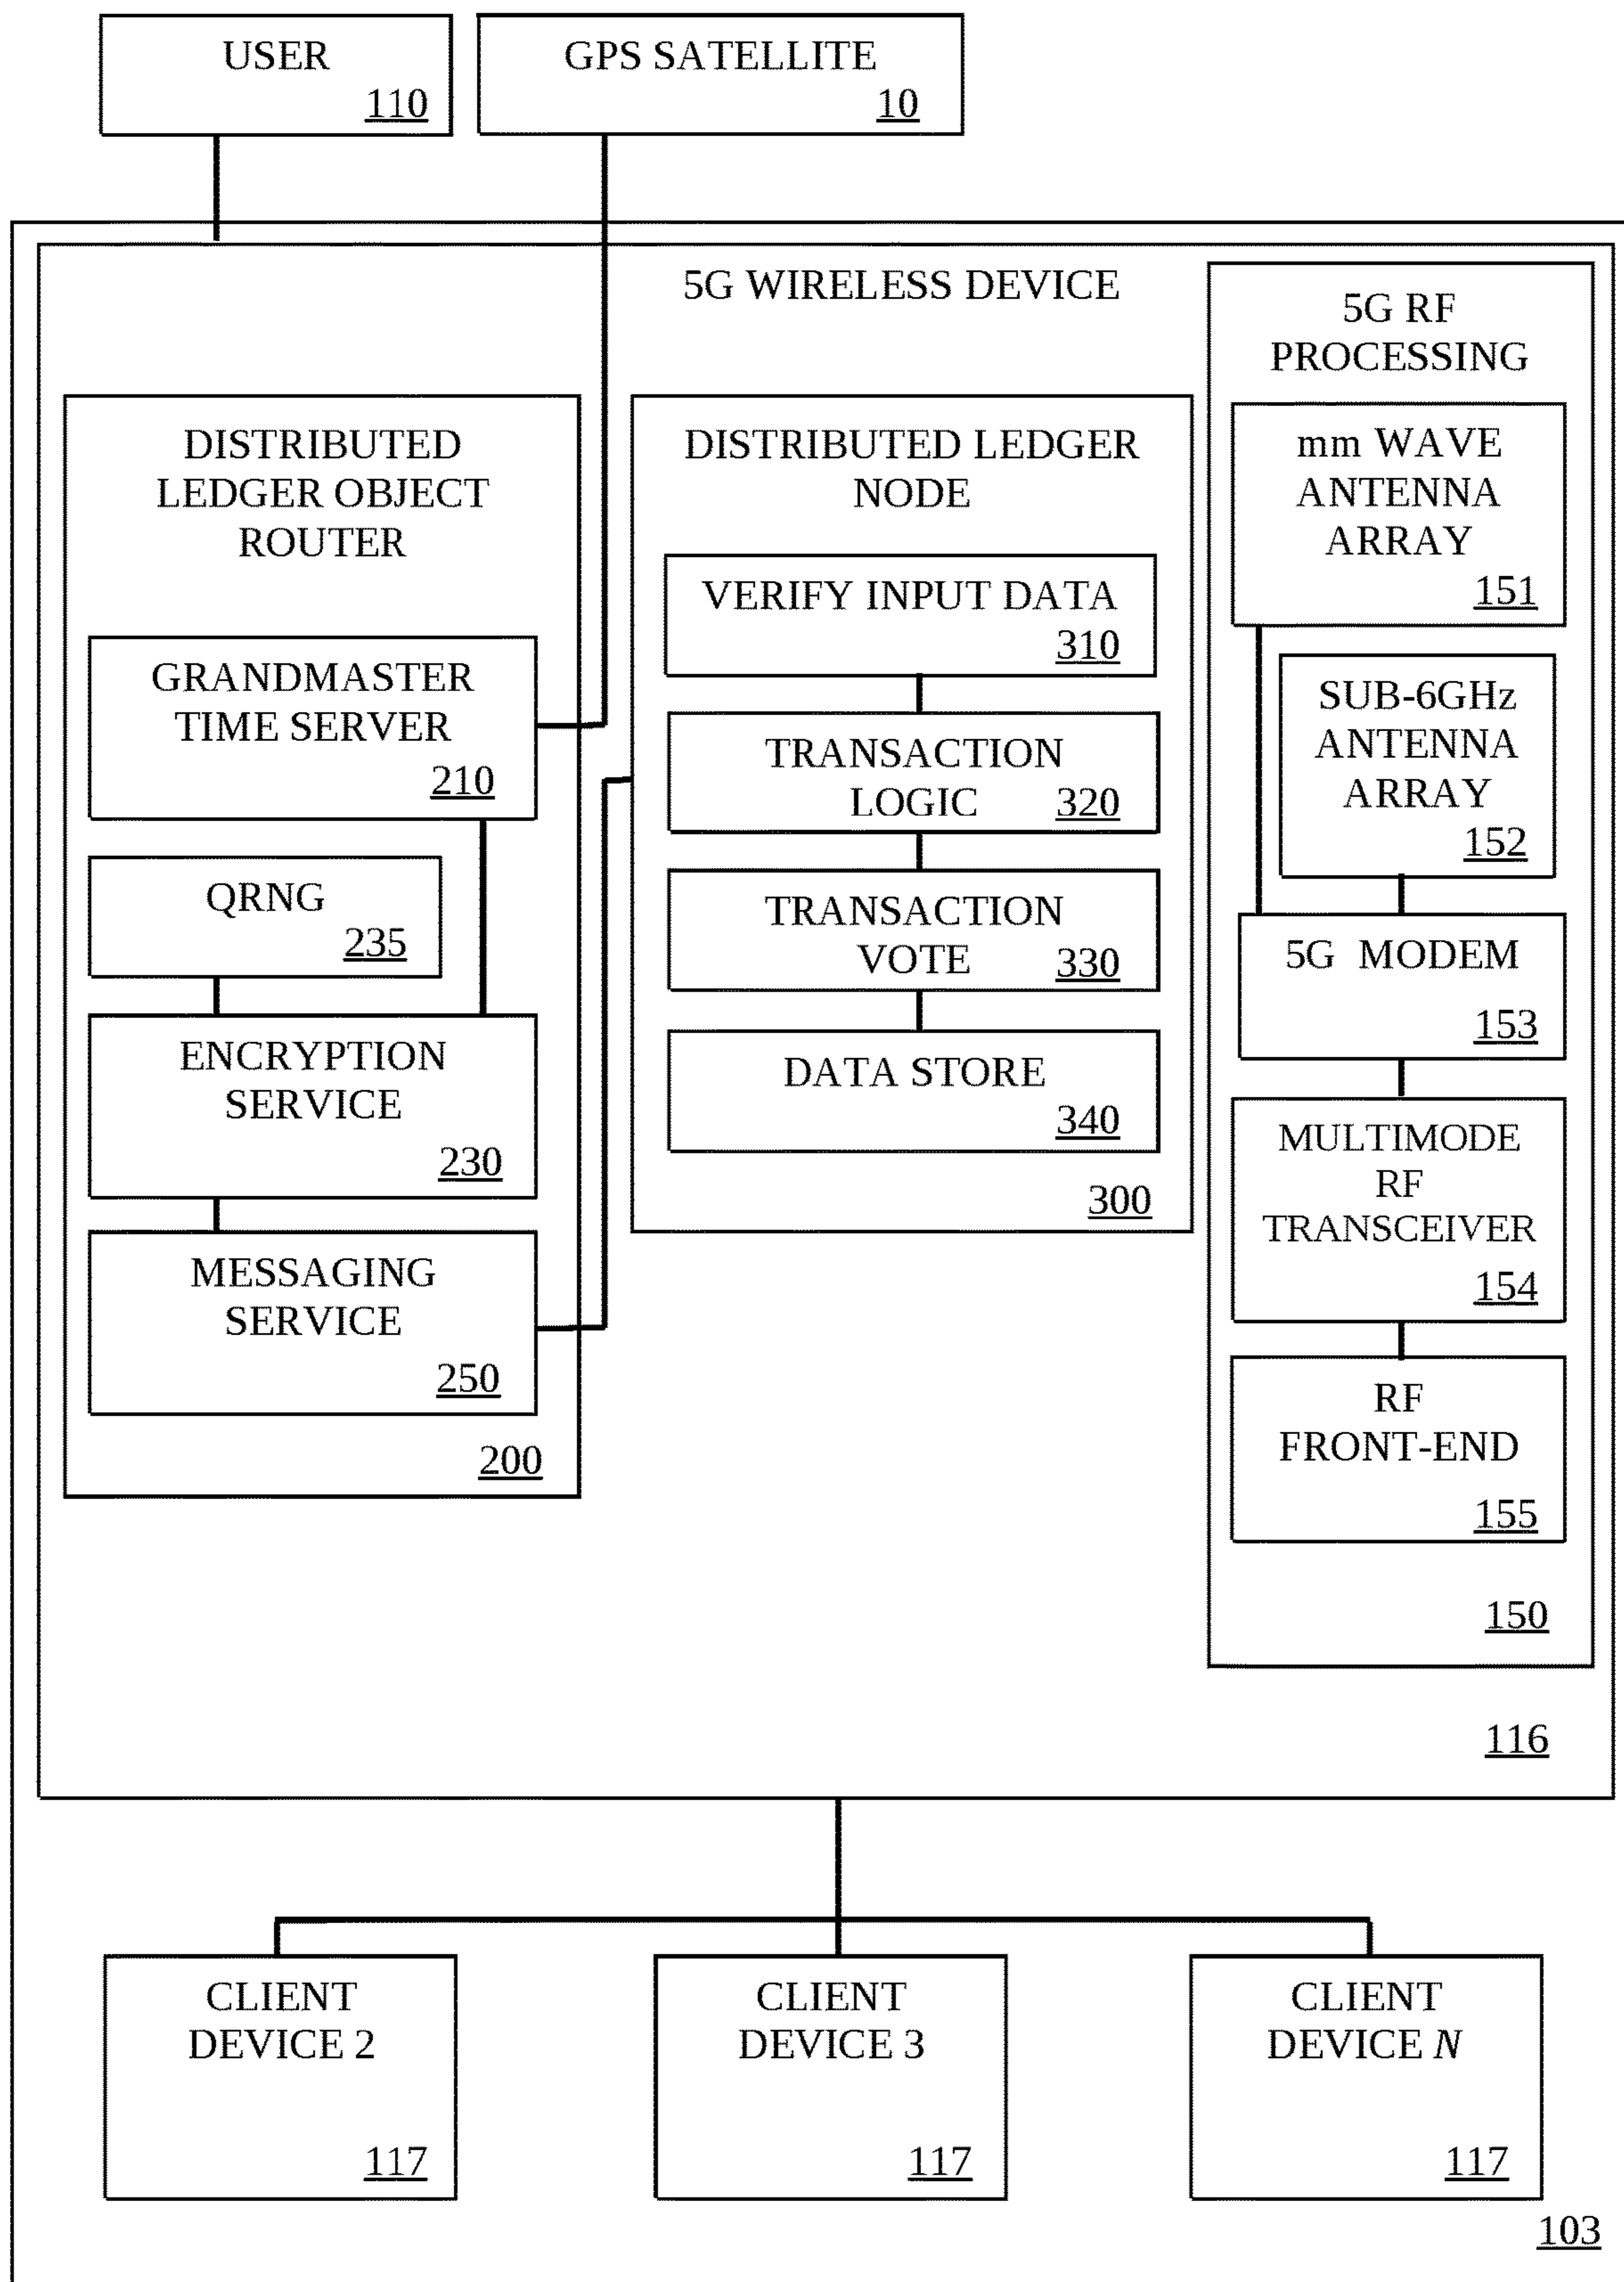 USER
110
GPS SATELLITE
10
5G WIRELESS DEVICE
DISTRIBUTED
LEDGER OBJECT
ROUTER
GRANDMASTER
TIME SERVER
210
QRNG
235
ENCRYPTION
SERVICE
230
MESSAGING
SERVICE
250
200
DISTRIBUTED LEDGER
NODE
VERIFY INPUT DATA
310
TRANSACTION
LOGIC 320
TRANSACTION
VOTE 330
DATA STORE
340
300
5G RF
PROCESSING
mm WAVE
ANTENNA
ARRAY
151
SUB-6GHz
ANTENNA
ARRAY
152
5G MODEM
153
MULTIMODE
RF
TRANSCEIVER
154
RF
FRONT-END
155
150
116
CLIENT
DEVICE 2
117
CLIENT
DEVICE 3
117
CLIENT
DEVICE N
117
103